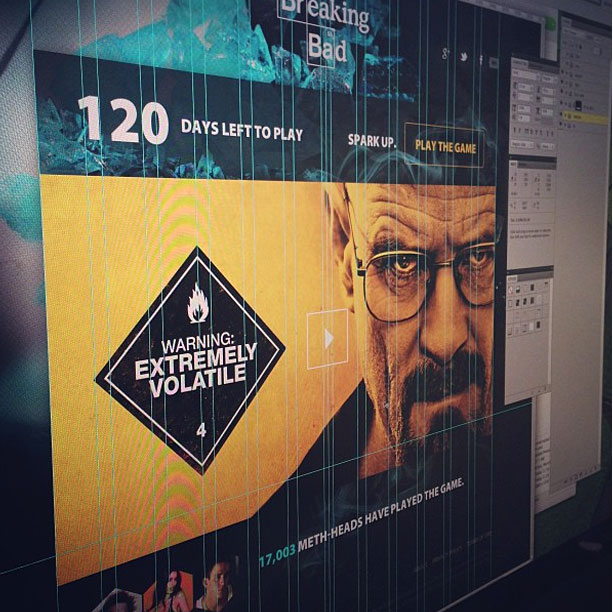 Breaking
Bad
120 DAYS LEFT TO PLAY
SPARK UP.
PLAY THE GAME
WARNING:
EXTREMELY
VOLATILE
4
17,003 METH-HEADS HAVE PLAYED THE GAME.